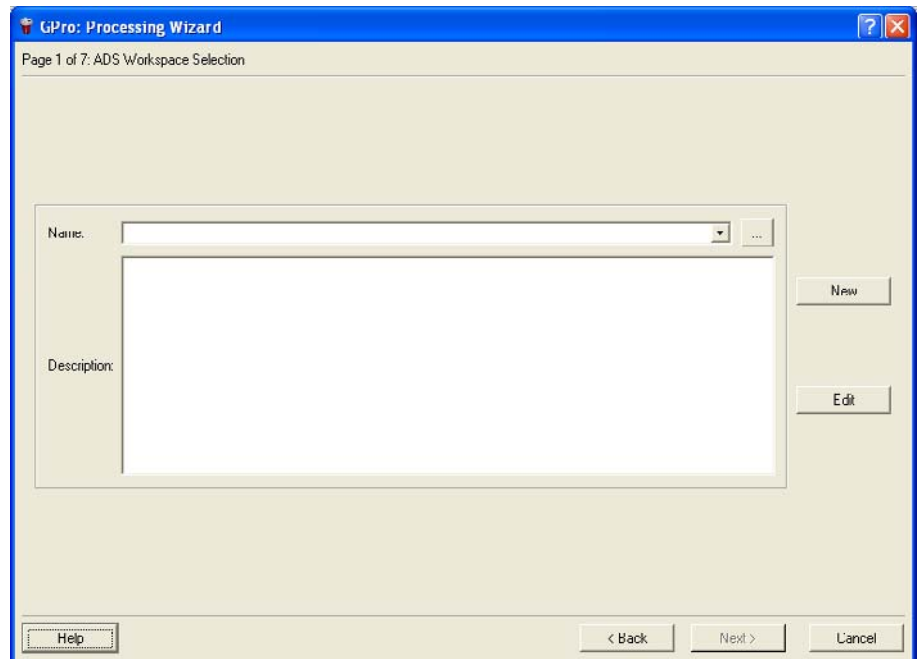 GPro: Processing Wizard
Page 1 of 7: ADS Workspace Selection
Name:
...
New
Description:
Edit
Help
< Back
Next >
Cancel